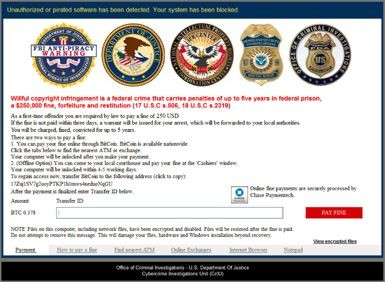 Unauthorized or pirated software has been detected. Your system has been blocked.
FBI ANTI-PIRACY
WARNING
Willful copyright infringement is a federal crime that carries penalties of up to five years in federal prison,
a $250,000 fine, forfeiture and restitution (17 U.S.C s.506, 18 U.S.C s.2319)
As a first-time offender you are required by law to pay a fine of 250 USD
If the fine is not paid within three days, a warrant will be issued for your arrest, which will be forwarded to your local authorities.
You will be charged, fined, convicted for up to 5 years.
There are two ways to pay a fine:
1. You can pay your fine online through BitCoin. BitCoin is available nationwide.
Click the tabs below to find the nearest ATM or exchange.
Your computer will be unlocked after you make your payment.
2. (Offline Option) You can come to your local courthouse and pay your fine at the 'Cashiers' window.
Your computer will be unlocked within 4-5 working days.
To regain access now, transfer BitCoin to the following address (click to copy):
After the payment is finalized enter Transfer ID below.
Online fine payments are securely processed by
Chase Paymentech.
Amount:
Transfer ID:
BTC 0.378
PAY FINE
NOTE: Files on this computer, including network files, have been encrypted and disabled. Files will be restored after the fine is paid.
Do not attempt to remove this message. This will damage your files, hardware and Windows installation beyond recovery.
View encrypted files
Payment
How to pay a fine
Find nearest ATM
Online Exchanges
Internet Browser
Notepad
Office of Criminal Investigations - U.S. Department Of Justice
Cybercrime Investigations Unit (CcIU)